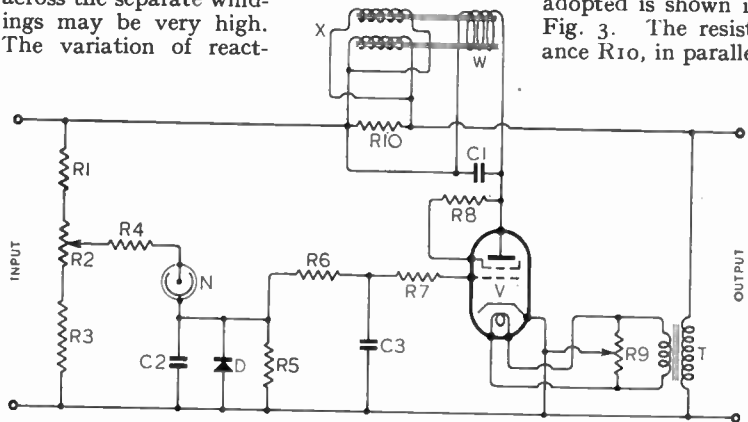 across the separate wind-
ings may be very high.
The variation of react-
adopted is shown i
Fig. 3. The resist
ance R10, in paralle
X
W
R10
C1
R1
R8
R4
R2
N
R6
R7
V
INPUT
OUTPUT
R3
C2
D
R5
C3
R9
T